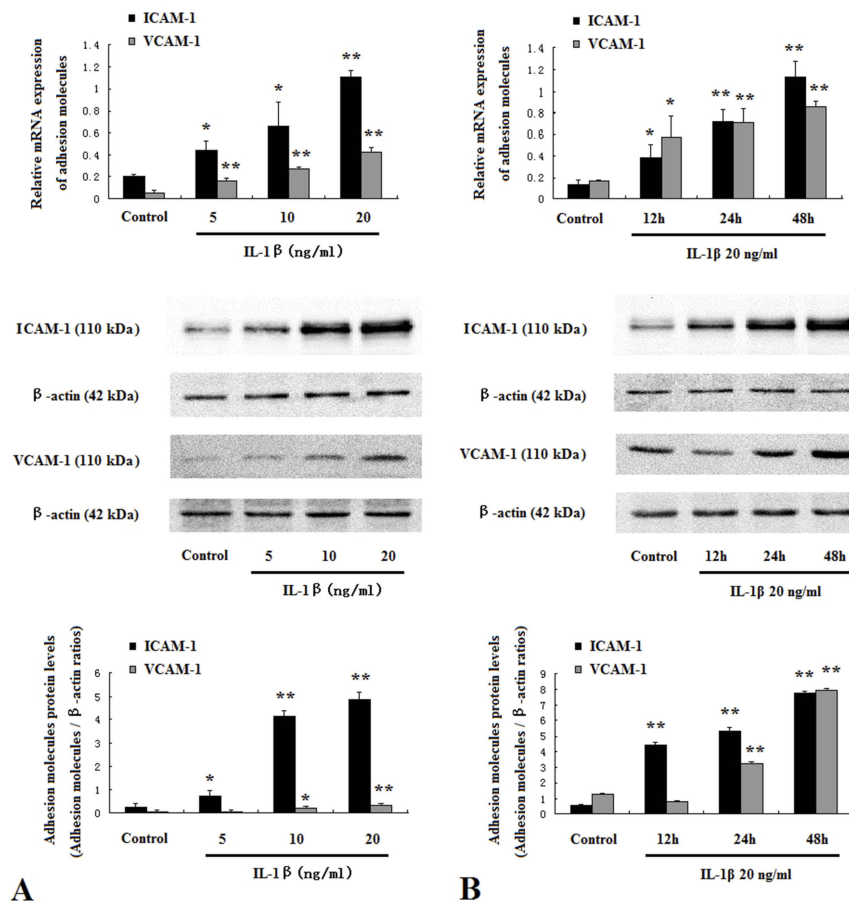 ICAM-1
VCAM-1
Relative mRNA expression
of adhesion molecules
1.4
1.2
1
0.8
0.6
0.4
0.2
0
* ** * ** ** **
Control 5 10 20
IL-1β (ng/ml)
ICAM-1
VCAM-1
Relative mRNA expression
of adhesion molecules
1.4
1.2
1
0.8
0.6
0.4
0.2
0
* * ** ** ** **
Control 12h 24h 48h
IL-1β 20 ng/ml
ICAM-1 (110 kDa)
β-actin (42 kDa)
VCAM-1 (110 kDa)
β-actin (42 kDa)
Control 5 10 20
IL-1β (ng/ml)
ICAM-1 (110 kDa)
β-actin (42 kDa)
VCAM-1 (110 kDa)
β-actin (42 kDa)
Control 12h 24h 48h
IL-1β 20 ng/ml
ICAM-1
VCAM-1
Adhesion molecules protein levels
(Adhesion molecules / β-actin ratios)
6
5
4
3
2
1
0
* ** * ** **
Control 5 10 20
IL-1β (ng/ml)
A
ICAM-1
VCAM-1
Adhesion molecules protein levels
(Adhesion molecules / β-actin ratios)
9
8
7
6
5
4
3
2
1
0
** ** ** ** **
Control 12h 24h 48h
IL-1β 20 ng/ml
B